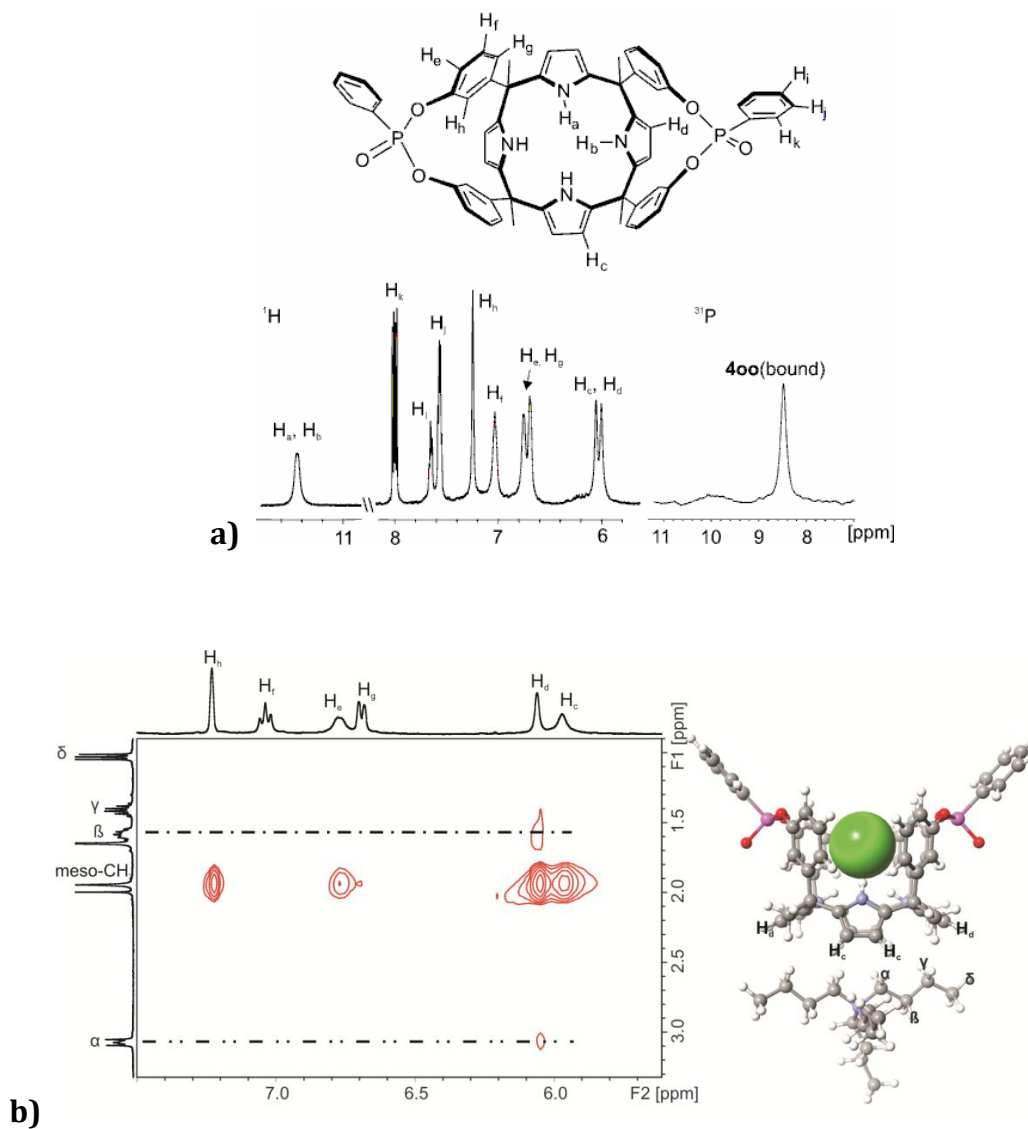 Hf
He
Hg
Hi
O
N
H
Hj
Hh
Ha
Hd
O
P
NH
Hb
N
P
Hk
O
O
O
O
H
N
Hc
¹H
Hk
Hh
³¹P
Hj
He, Hg
4oo(bound)
Ha, Hb
Hi
Hf
Hc, Hd
11 8 7 6 11 10 9 8 [ppm]
a)
Hh
Hf
He
Hg
Hd
Hc
δ
γ
ß
meso-CH
α
F1 [ppm]
1.5
2.0
2.5
3.0
7.0 6.5 6.0 F2 [ppm]
Hd Hd
Hc Hc
α γ δ
ß
b)